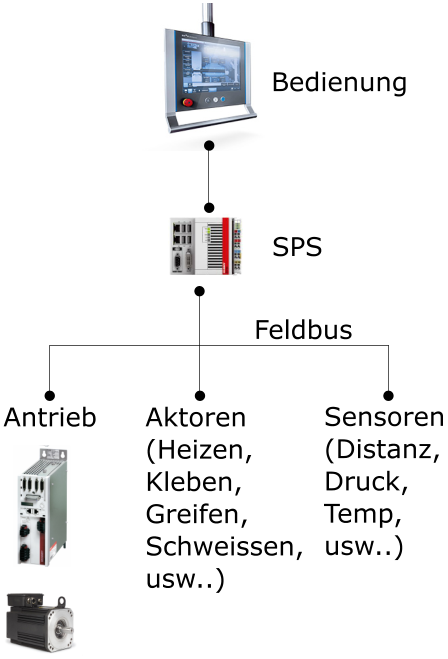 Bedienung
SPS
Feldbus
Antrieb
Aktoren
(Heizen,
Kleben,
Greifen,
Schweissen,
usw..)
Sensoren
(Distanz,
Druck,
Temp,
usw..)